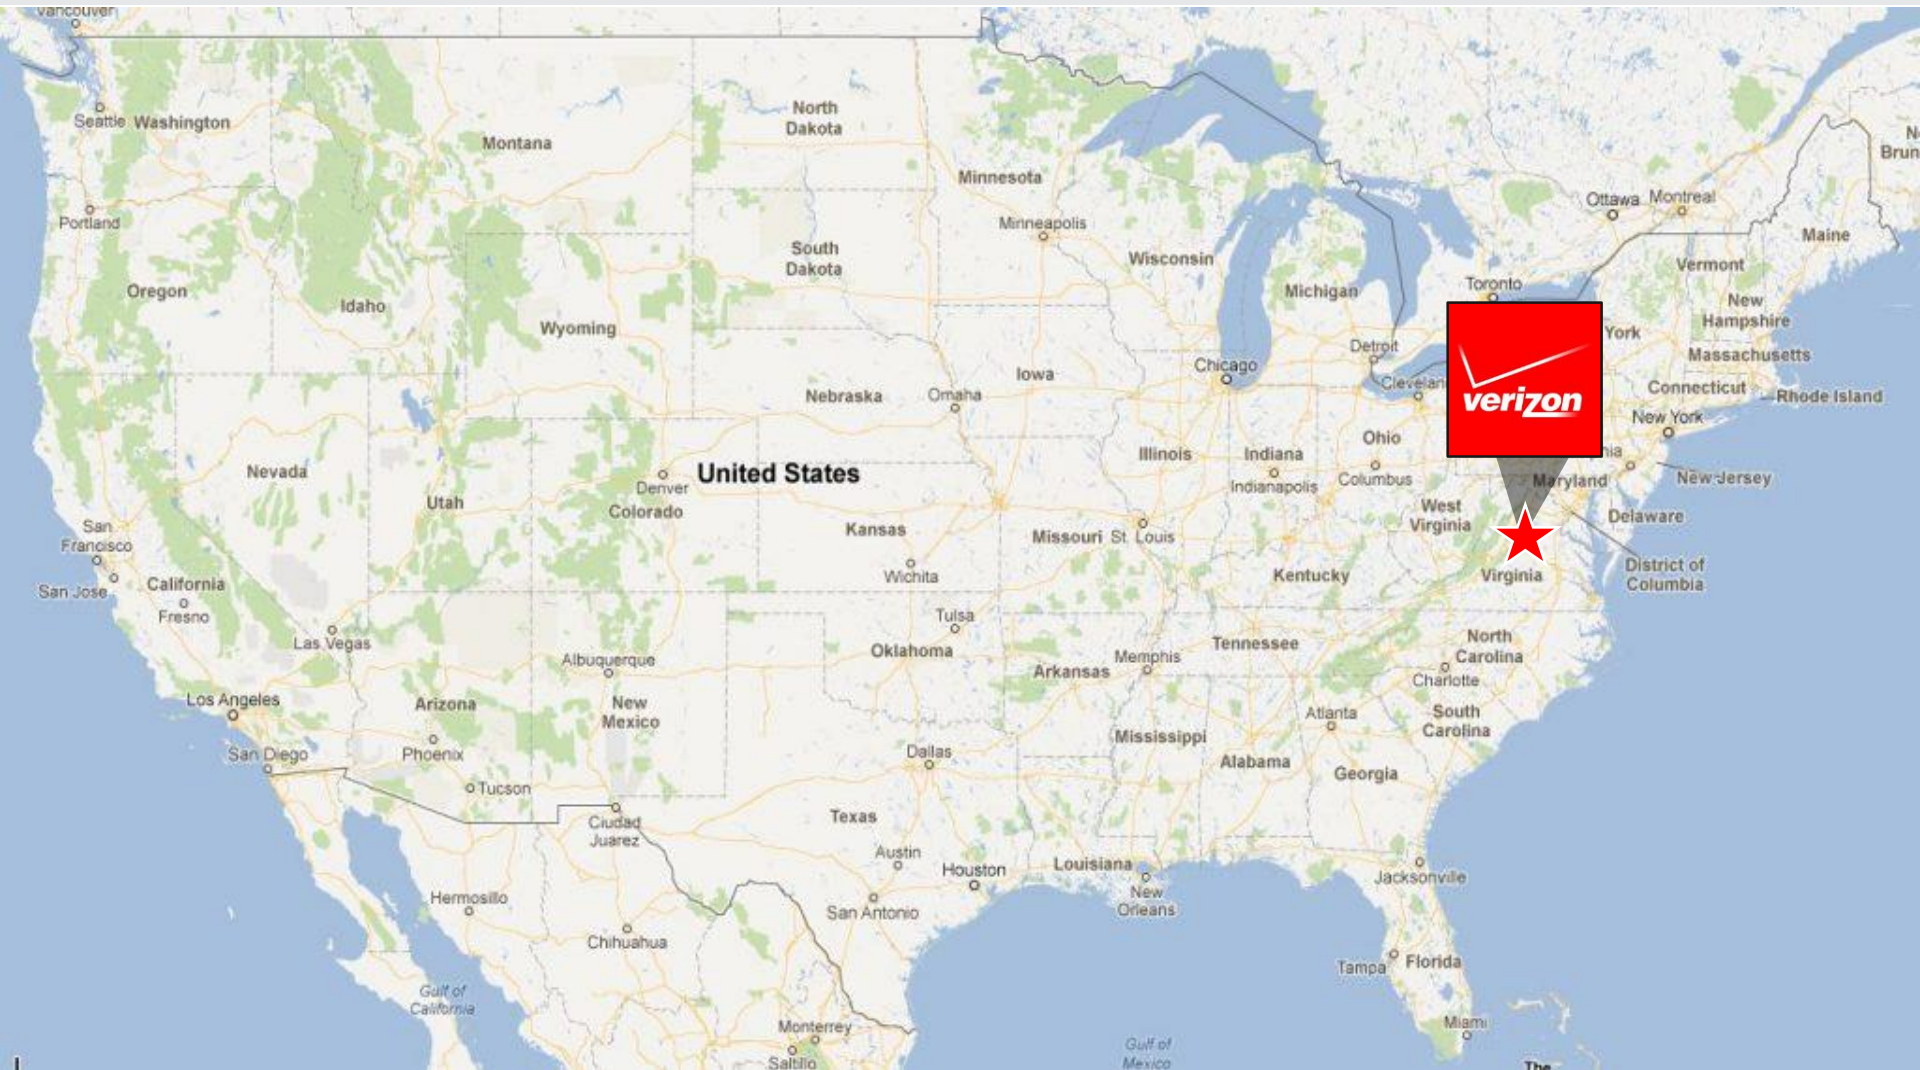 Vancouver
Seattle
Washington
Montana
North
Dakota
Minnesota
Ottawa
Montreal
Portland
Minneapolis
Maine
South
Dakota
Wisconsin
Vermont
Oregon
Idaho
Michigan
Toronto
New
Hampshire
Wyoming
York
Detroit
Massachusetts
Chicago
Iowa
Connecticut
Nebraska
Omaha
verizon
Rhode Island
New York
Ohio
Illinois
Indiana
Nevada
United States
Denver
Indianapolis
Columbus
Maryland
New Jersey
Utah
Colorado
West
Virginia
Delaware
San
Francisco
Kansas
Missouri
St. Louis
San Jose
California
Wichita
Kentucky
Virginia
District of
Columbia
Fresno
Tulsa
Las Vegas
Oklahoma
Tennessee
North
Carolina
Albuquerque
Arkansas
Memphis
Charlotte
Los Angeles
Arizona
New
Mexico
Atlanta
South
Carolina
San Diego
Phoenix
Dallas
Mississippi
Alabama
Georgia
Tucson
Ciudad
Juarez
Texas
Austin
Houston
Louisiana
Jacksonville
Hermosillo
San Antonio
New
Orleans
Chihuahua
Tampa
Florida
Gulf of
California
Monterrey
Miami
Saltillo
Gulf of
Mexico
The